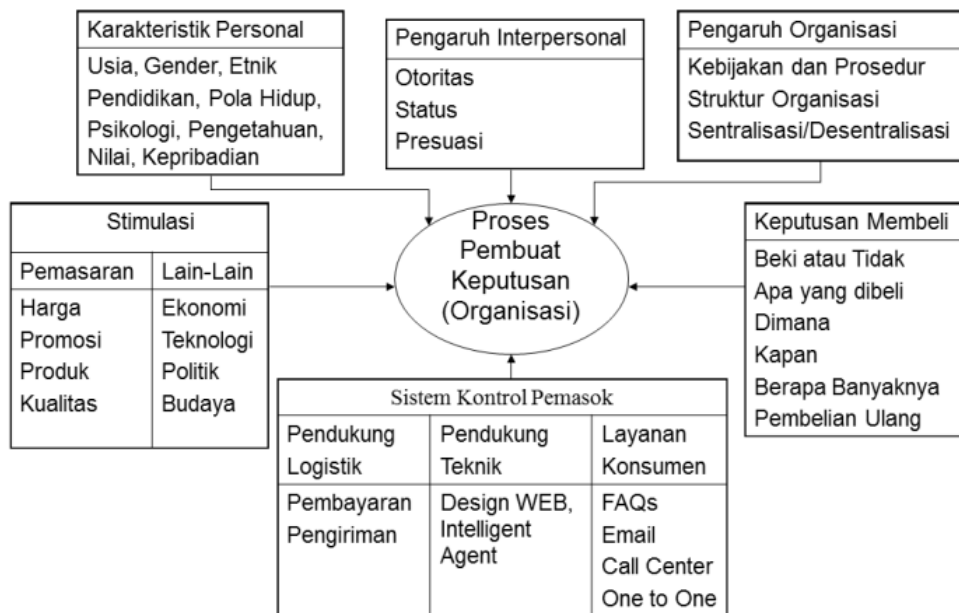 Karakteristik Personal
Usia, Gender, Etnik
Pendidikan, Pola Hidup,
Psikologi, Pengetahuan,
Nilai, Kepribadian
Pengaruh Interpersonal
Otoritas
Status
Presuasi
Pengaruh Organisasi
Kebijakan dan Prosedur
Struktur Organisasi
Sentralisasi/Desentralisasi
Stimulasi
Pemasaran
Harga
Promosi
Produk
Kualitas
Lain-Lain
Ekonomi
Teknologi
Politik
Budaya
Proses
Pembuat
Keputusan
(Organisasi)
Keputusan Membeli
Beki atau Tidak
Apa yang dibeli
Dimana
Kapan
Berapa Banyaknya
Pembelian Ulang
Sistem Kontrol Pemasok
Pendukung
Logistik
Pembayaran
Pengiriman
Pendukung
Teknik
Design WEB,
Intelligent
Agent
Layanan
Konsumen
FAQs
Email
Call Center
One to One